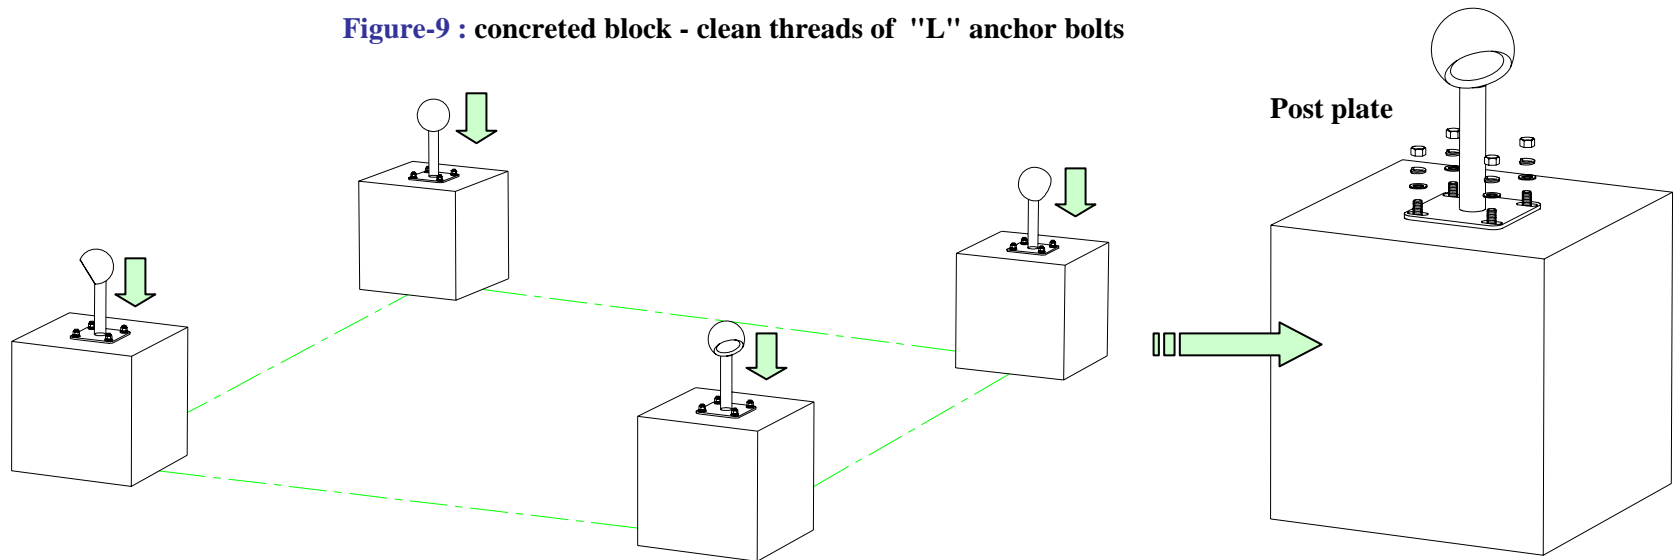 Figure-9 : concreted block - clean threads of "L" anchor bolts
Post plate